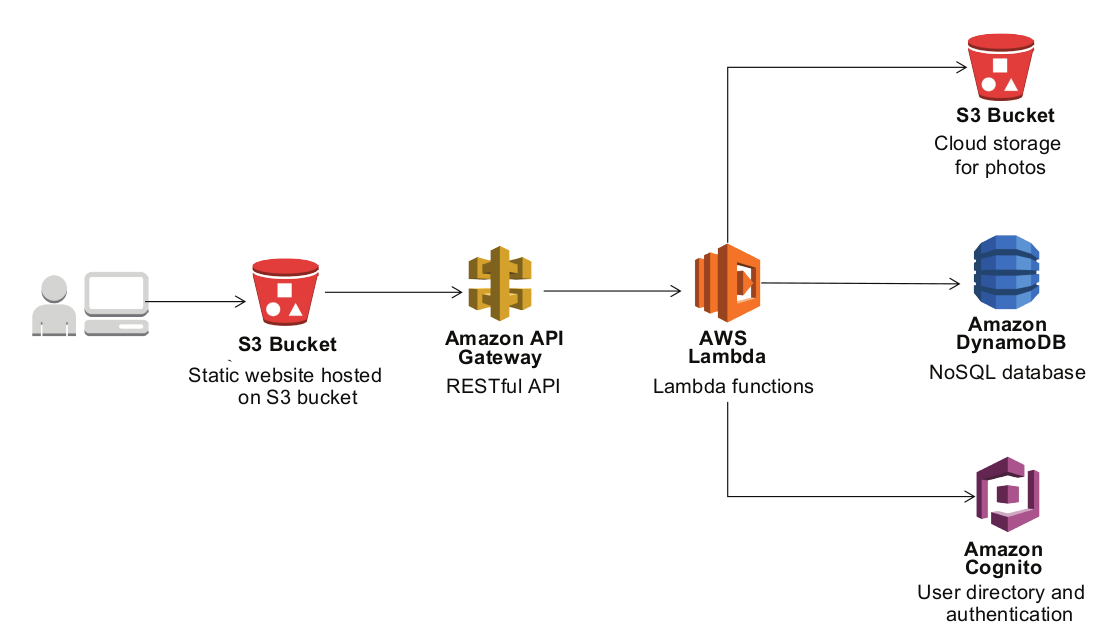 S3 Bucket
Cloud storage
for photos
S3 Bucket
Static website hosted
on S3 bucket
Amazon API
Gateway
RESTful API
AWS
Lambda
Lambda functions
Amazon
DynamoDB
NoSQL database
Amazon
Cognito
User directory and
authentication